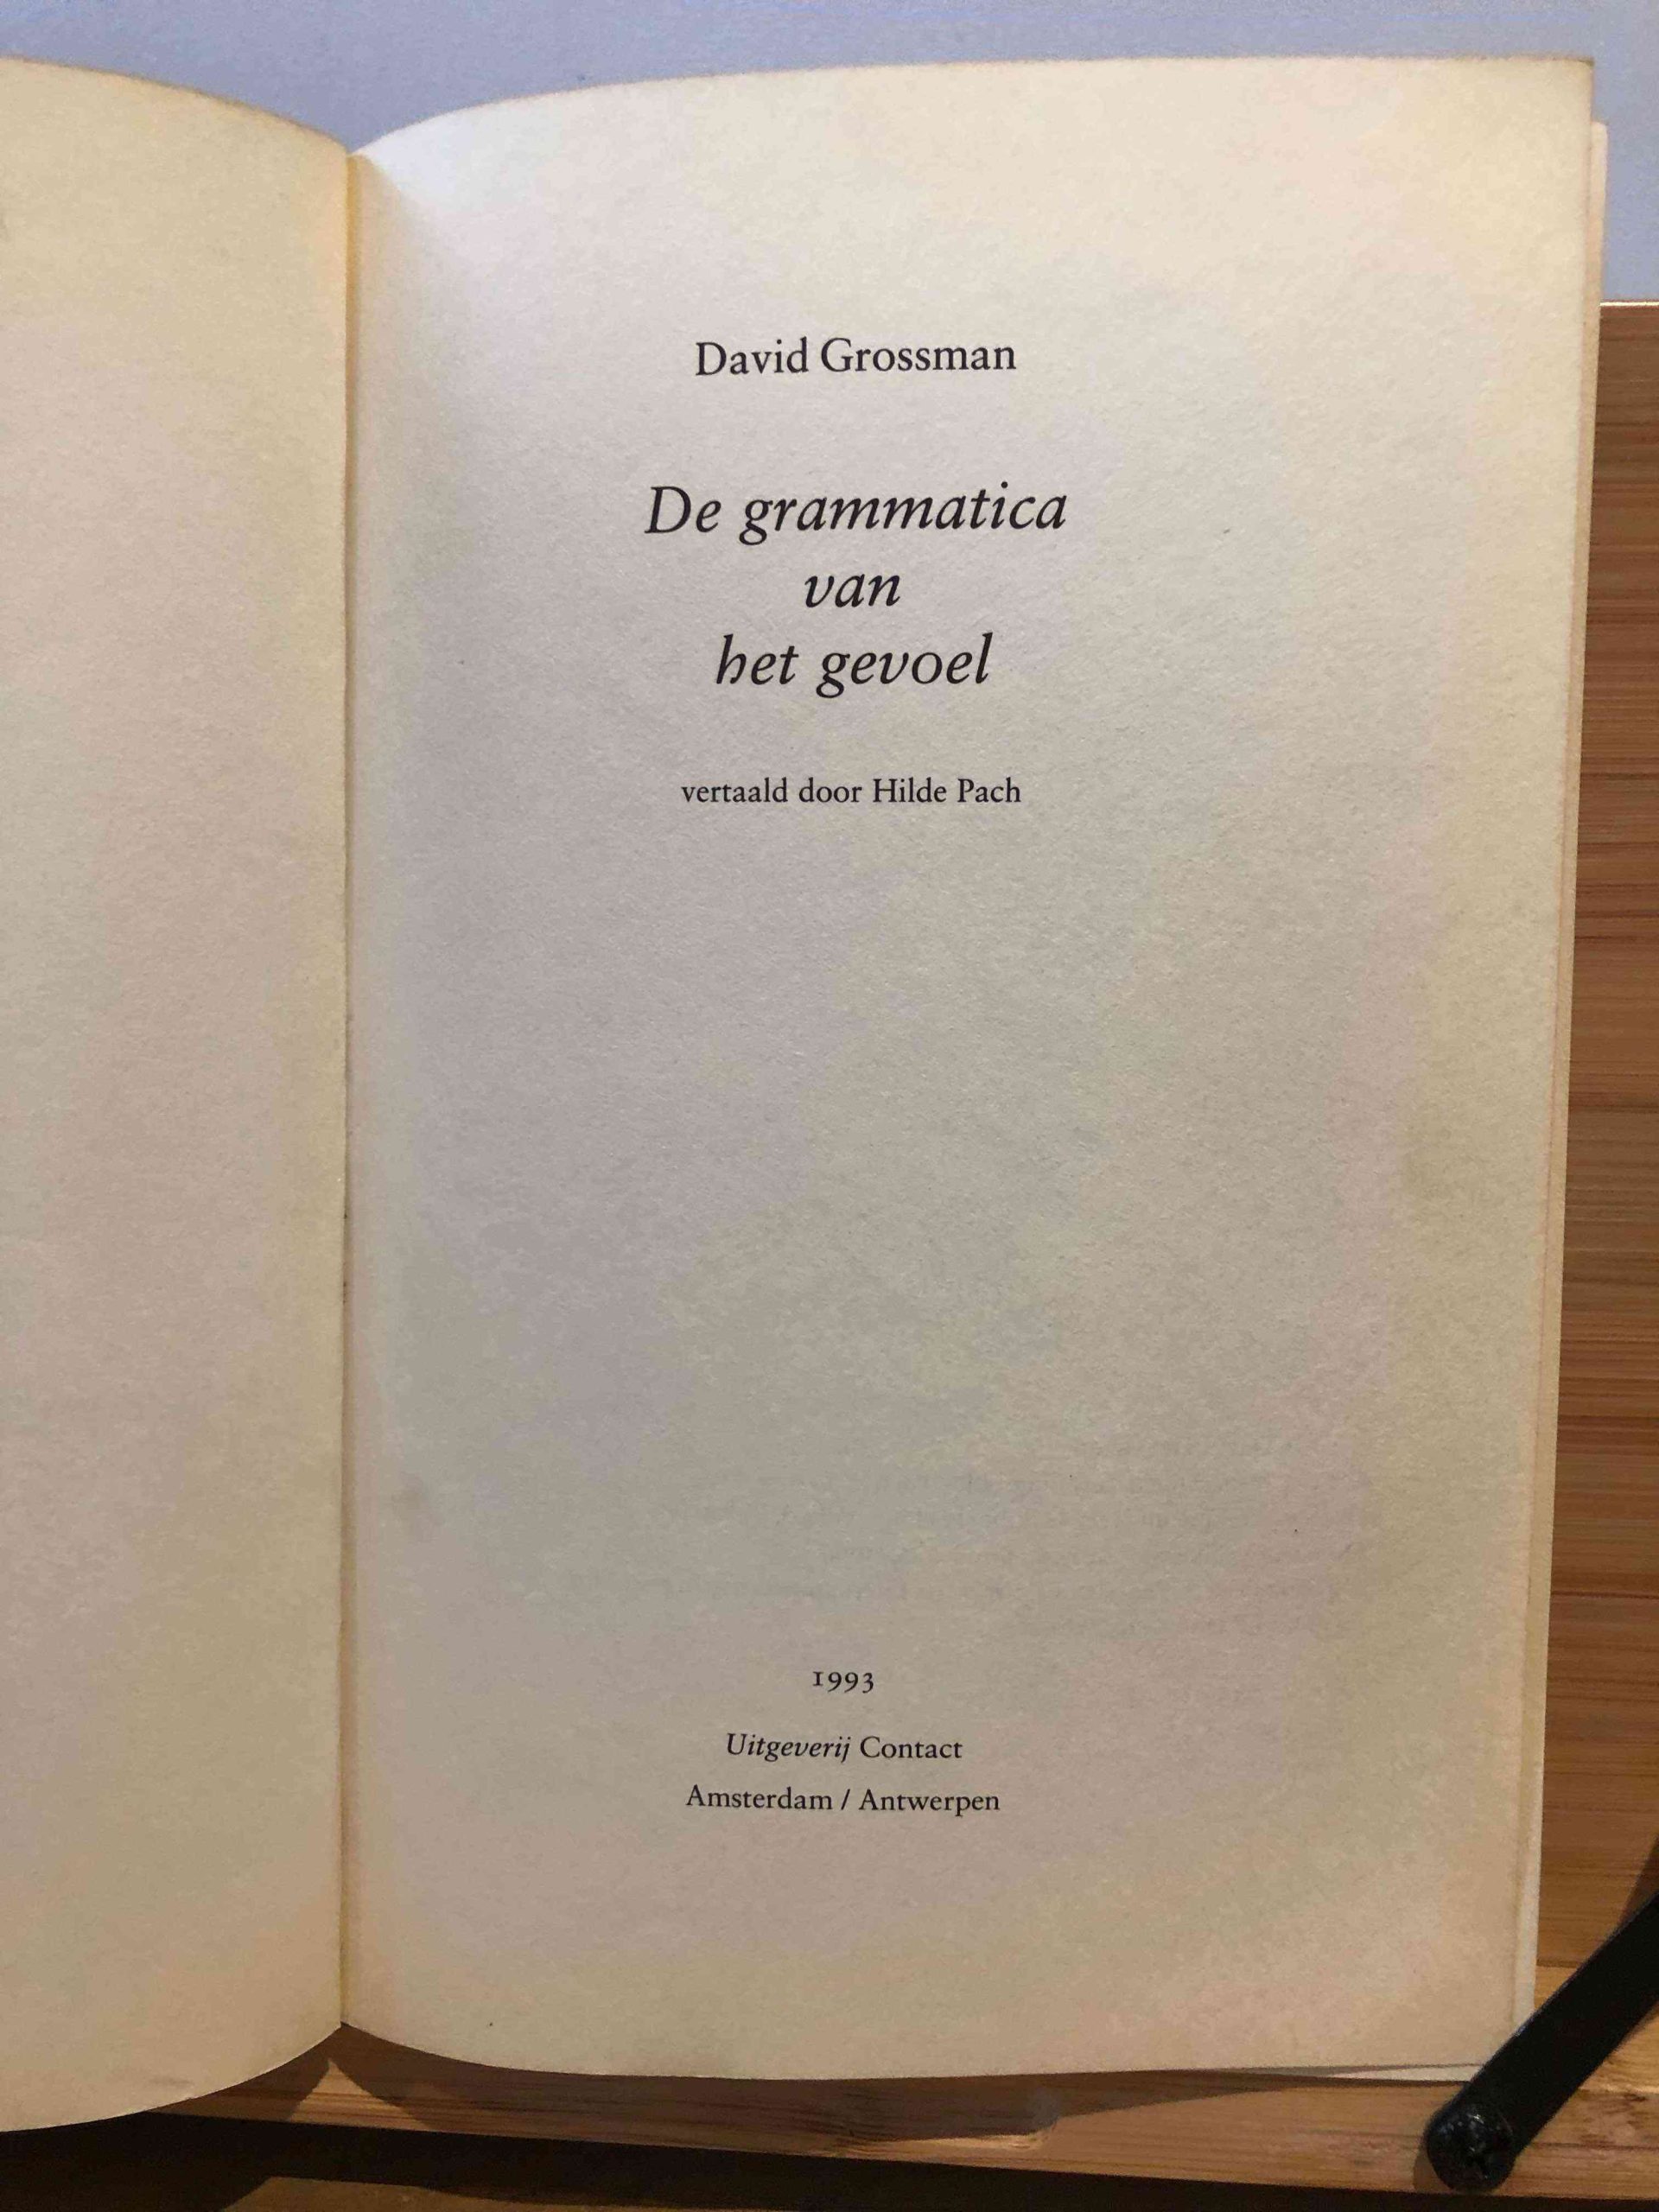 David Grossman
De grammatica
van
het gevoel
vertaald door Hilde Pach
1993
Uitgeverij Contact
Amsterdam / Antwerpen